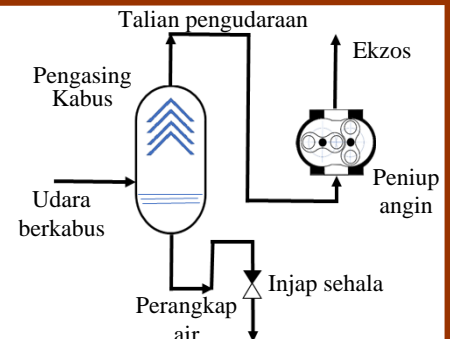 Talian pengudaraan
Ekzos
Pengasing
Kabus
Peniup
angin
Udara
berkabus
Injap sehala
Perangkap
air